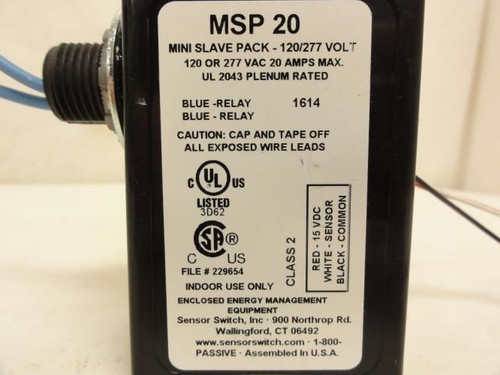 MSP 20
MINI SLAVE PACK - 120/277 VOLT
120 OR 277 VAC 20 AMPS MAX.
UL 2043 PLENUM RATED
BLUE -RELAY 1614
BLUE - RELAY
CAUTION: CAP AND TAPE OFF
ALL EXPOSED WIRE LEADS
C UL US
LISTED
3D62
SA ®
C US
FILE # 229654
CLASS 2
RED - 15 VDC
WHITE - SENSOR
BLACK - COMMON
INDOOR USE ONLY
ENCLOSED ENERGY MANAGEMENT
EQUIPMENT
Sensor Switch, Inc · 900 Northrop Rd.
Wallingford, CT 06492
www.sensorswitch.com · 1-800-
PASSIVE · Assembled In U.S.A.